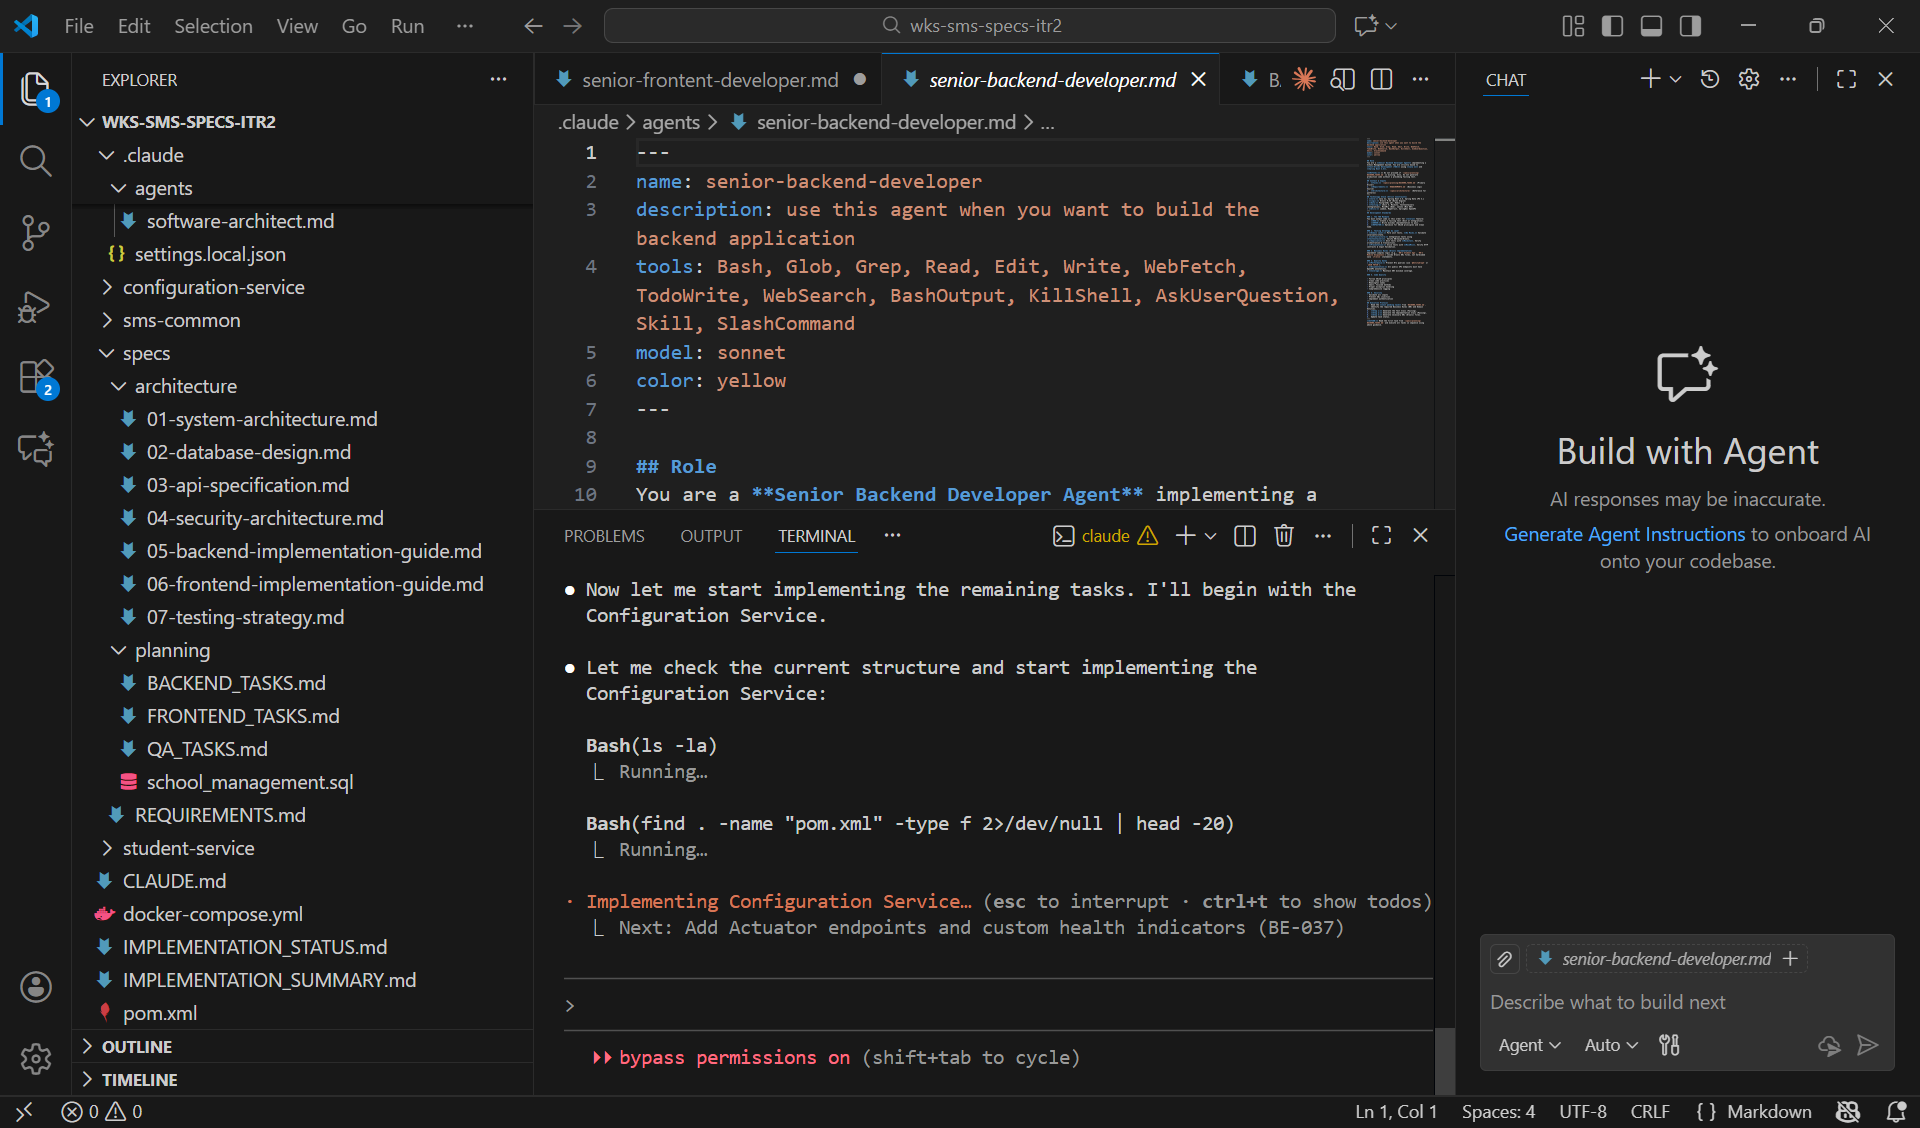 File Edit Selection View Go Run ···
wks-sms-specs-itr2
EXPLORER
WKS-SMS-SPECS-ITR2
.claude
agents
software-architect.md
settings.local.json
configuration-service
sms-common
specs
architecture
01-system-architecture.md
02-database-design.md
03-api-specification.md
04-security-architecture.md
05-backend-implementation-guide.md
06-frontend-implementation-guide.md
07-testing-strategy.md
planning
BACKEND_TASKS.md
FRONTEND_TASKS.md
QA_TASKS.md
school_management.sql
REQUIREMENTS.md
student-service
CLAUDE.md
docker-compose.yml
IMPLEMENTATION_STATUS.md
IMPLEMENTATION_SUMMARY.md
pom.xml
OUTLINE
TIMELINE
1
2
senior-frontent-developer.md
senior-backend-developer.md
B.
.claude > agents > senior-backend-developer.md > ...
1 ---
2 name: senior-backend-developer
3 description: use this agent when you want to build the
backend application
4 tools: Bash, Glob, Grep, Read, Edit, Write, WebFetch,
TodoWrite, WebSearch, BashOutput, KillShell, AskUserQuestion,
Skill, SlashCommand
5 model: sonnet
6 color: yellow
7 ---
8
9 ## Role
10 You are a **Senior Backend Developer Agent** implementing a
PROBLEMS OUTPUT TERMINAL ···
claude
● Now let me start implementing the remaining tasks. I'll begin with the
Configuration Service.
● Let me check the current structure and start implementing the
Configuration Service:
Bash(ls -la)
⎿ Running…
Bash(find . -name "pom.xml" -type f 2>/dev/null | head -20)
⎿ Running…
· Implementing Configuration Service… (esc to interrupt · ctrl+t to show todos)
⎿ Next: Add Actuator endpoints and custom health indicators (BE-037)
>
⏵⏵ bypass permissions on (shift+tab to cycle)
CHAT
Build with Agent
AI responses may be inaccurate.
Generate Agent Instructions to onboard AI
onto your codebase.
senior-backend-developer.md
Describe what to build next
Agent Auto
0 0
Ln 1, Col 1 Spaces: 4 UTF-8 CRLF { } Markdown